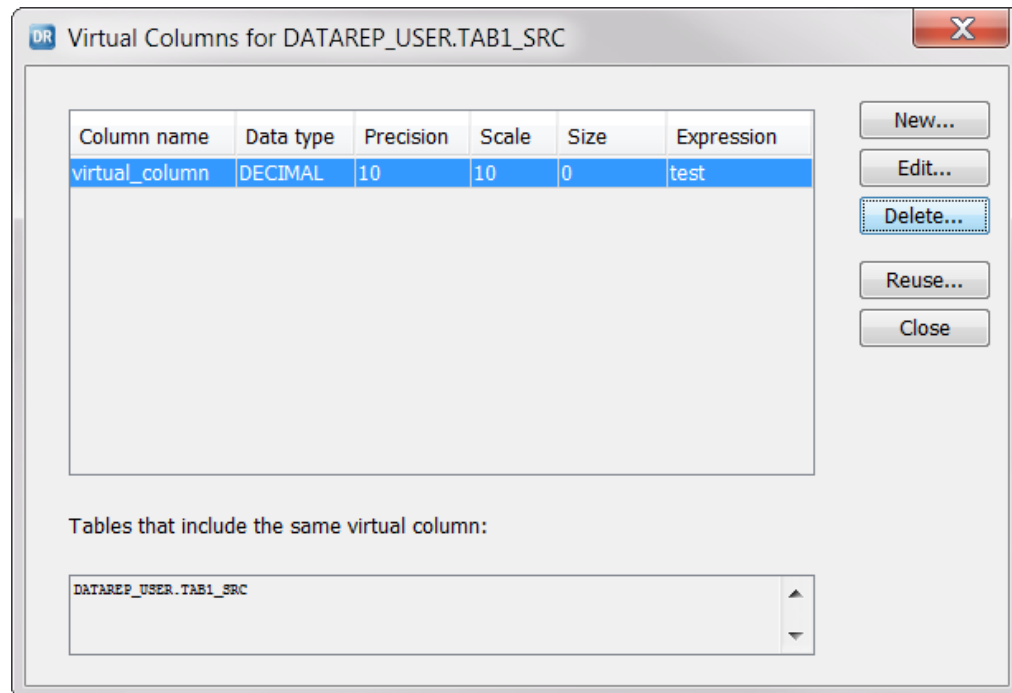 DR Virtual Columns for DATAREP_USER.TAB1_SRC X
Column name Data type Precision Scale Size Expression
virtual_column DECIMAL 10 10 0 test
New...
Edit...
Delete...
Reuse...
Close
Tables that include the same virtual column:
DATAREP_USER.TAB1_SRC